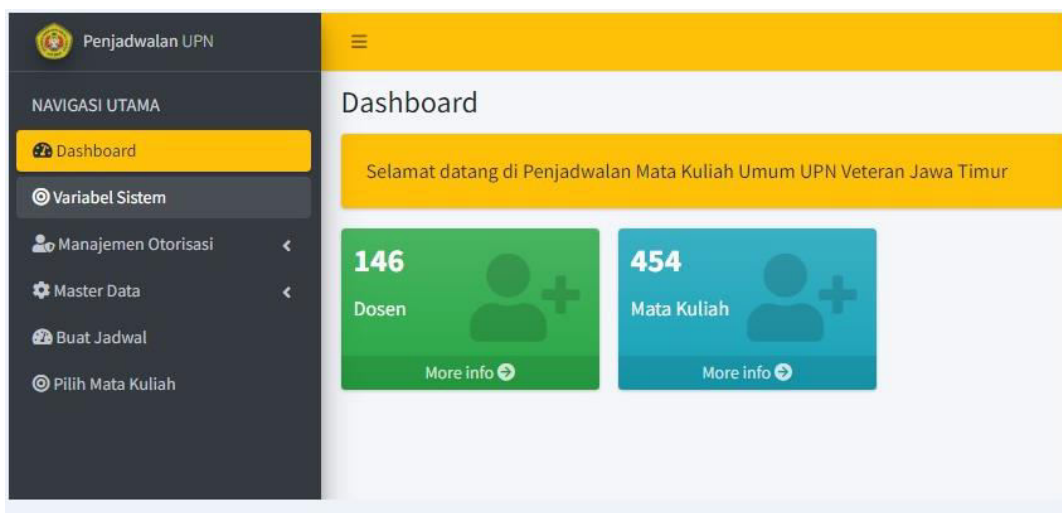 Penjadwalan UPN
NAVIGASI UTAMA
Dashboard
Variabel Sistem
Manajemen Otorisasi
Master Data
Buat Jadwal
Pilih Mata Kuliah
Dashboard
Selamat datang di Penjadwalan Mata Kuliah Umum UPN Veteran Jawa Timur
146
Dosen
More info
454
Mata Kuliah
More info